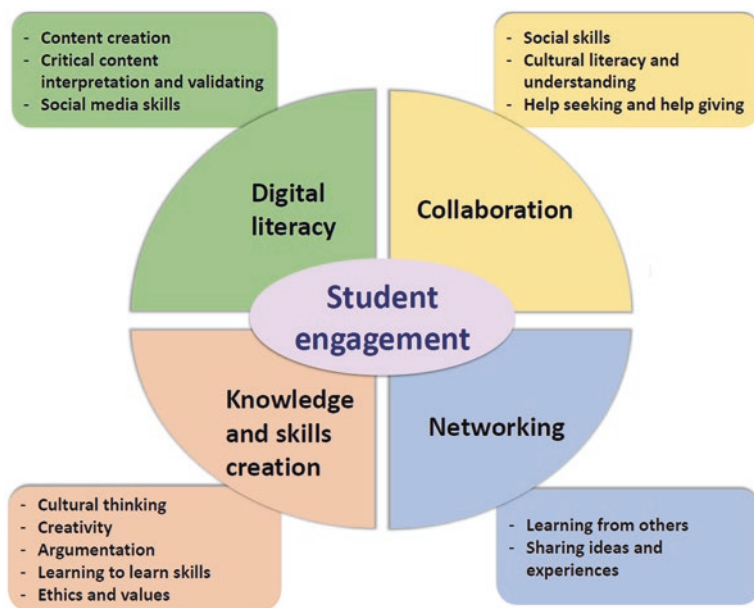 - Content creation
- Critical content
interpretation and validating
- Social media skills
- Social skills
- Cultural literacy and
understanding
- Help seeking and help giving
Digital
literacy
Collaboration
Student
engagement
Knowledge
and skills
creation
Networking
- Cultural thinking
- Creativity
- Argumentation
- Learning to learn skills
- Ethics and values
- Learning from others
- Sharing ideas and
experiences